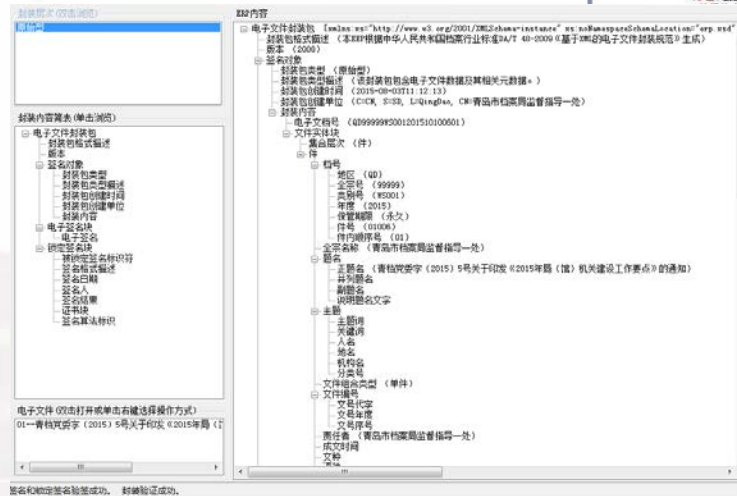 封装层次(双击浏览)
原始型
封装内容简表(单击浏览)
电子文件封装包
封装包格式描述
版本
签名对象
封装包类型
封装包类型描述
封装包创建时间
封装包创建单位
封装内容
电子签名块
电子签名
锁定签名块
被锁定签名标识符
签名格式描述
签名日期
签名人
签名结果
证书块
签名算法标识
电子文件(双击打开或单击右键选择操作方式)
01--青档党委字（2015）5号关于印发《2015年局（
签名和锁定签名验签成功。 封装验证成功。
EEP内容
电子文件封装包 [xmlns:xs="http://www.w3.org/2001/XMLSchema-instance" xs:noNamespaceSchemaLocation="erp.xsd"
封装包格式描述 （本EEP根据中华人民共和国档案行业标准DA/T 48-2009《基于XML的电子文件封装规范》生成）
版本 （2000）
签名对象
封装包类型 （原始型）
封装包类型描述 （该封装包包含电子文件数据及其相关元数据。）
封装包创建时间 （2015-08-03T11:12:13）
封装包创建单位 （C=CN, S=SD, L=QingDao, CN=青岛市档案局监督指导一处）
封装内容
电子文档号 （QD99999WS001201510100601）
文件实体块
集合层次 （件）
件
档号
地区 （QD）
全宗号 （99999）
类别号 （WS001）
年度 （2015）
保管期限 （永久）
件号 （01006）
件内顺序号 （01）
全宗名称 （青岛市档案局监督指导一处）
题名
正题名 （青档党委字（2015）5号关于印发《2015年局（馆）机关建设工作要点》的通知）
并列题名
副题名
说明题名文字
主题
主题词
关键词
人名
地名
机构名
分类号
文件组合类型 （单件）
文件编号
文号代字
文号年度
文号序号
责任者 （青岛市档案局监督指导一处）
成文时间
文种